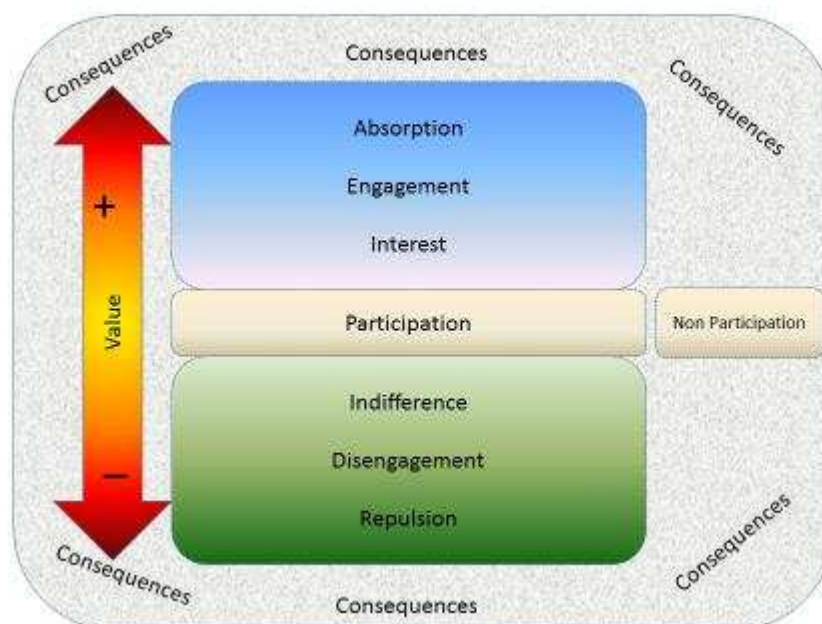 Consequences
Consequences
Consequences
Absorption
Engagement
Interest
+
Value
−
Participation
Non Participation
Indifference
Disengagement
Repulsion
Consequences
Consequences
Consequences